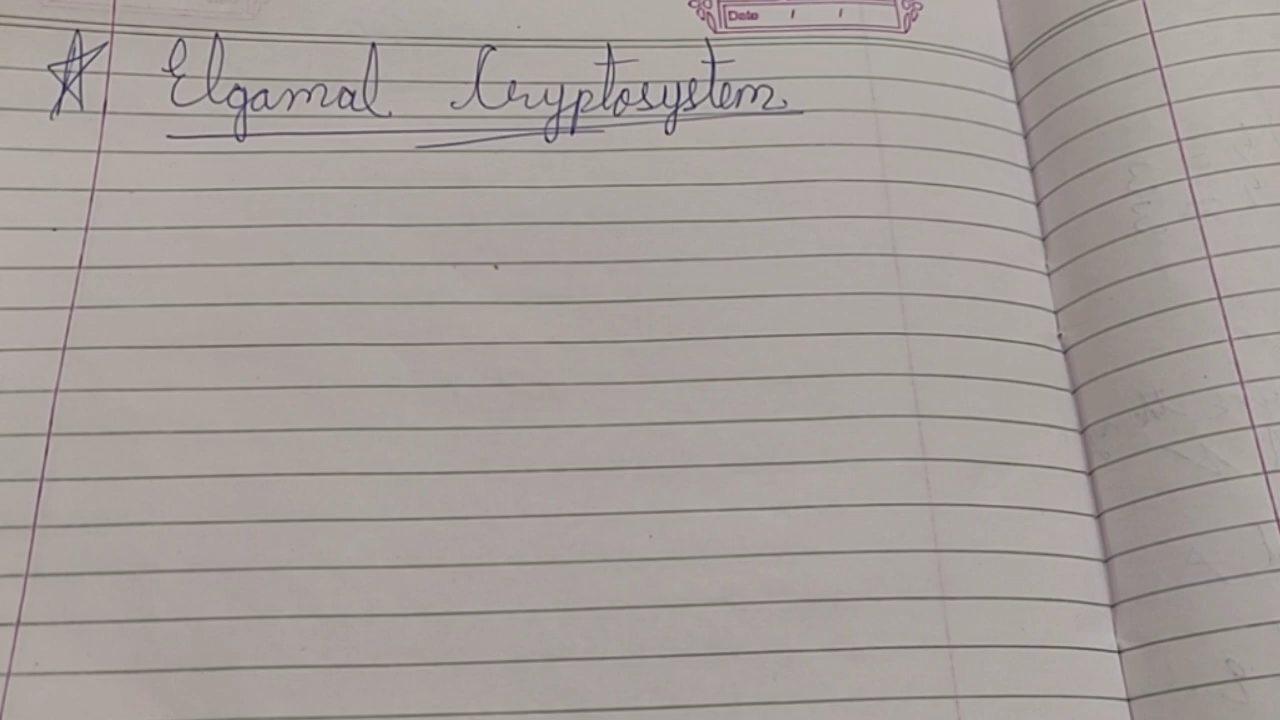 Date / /
☆ Elgamal Cryptosystem